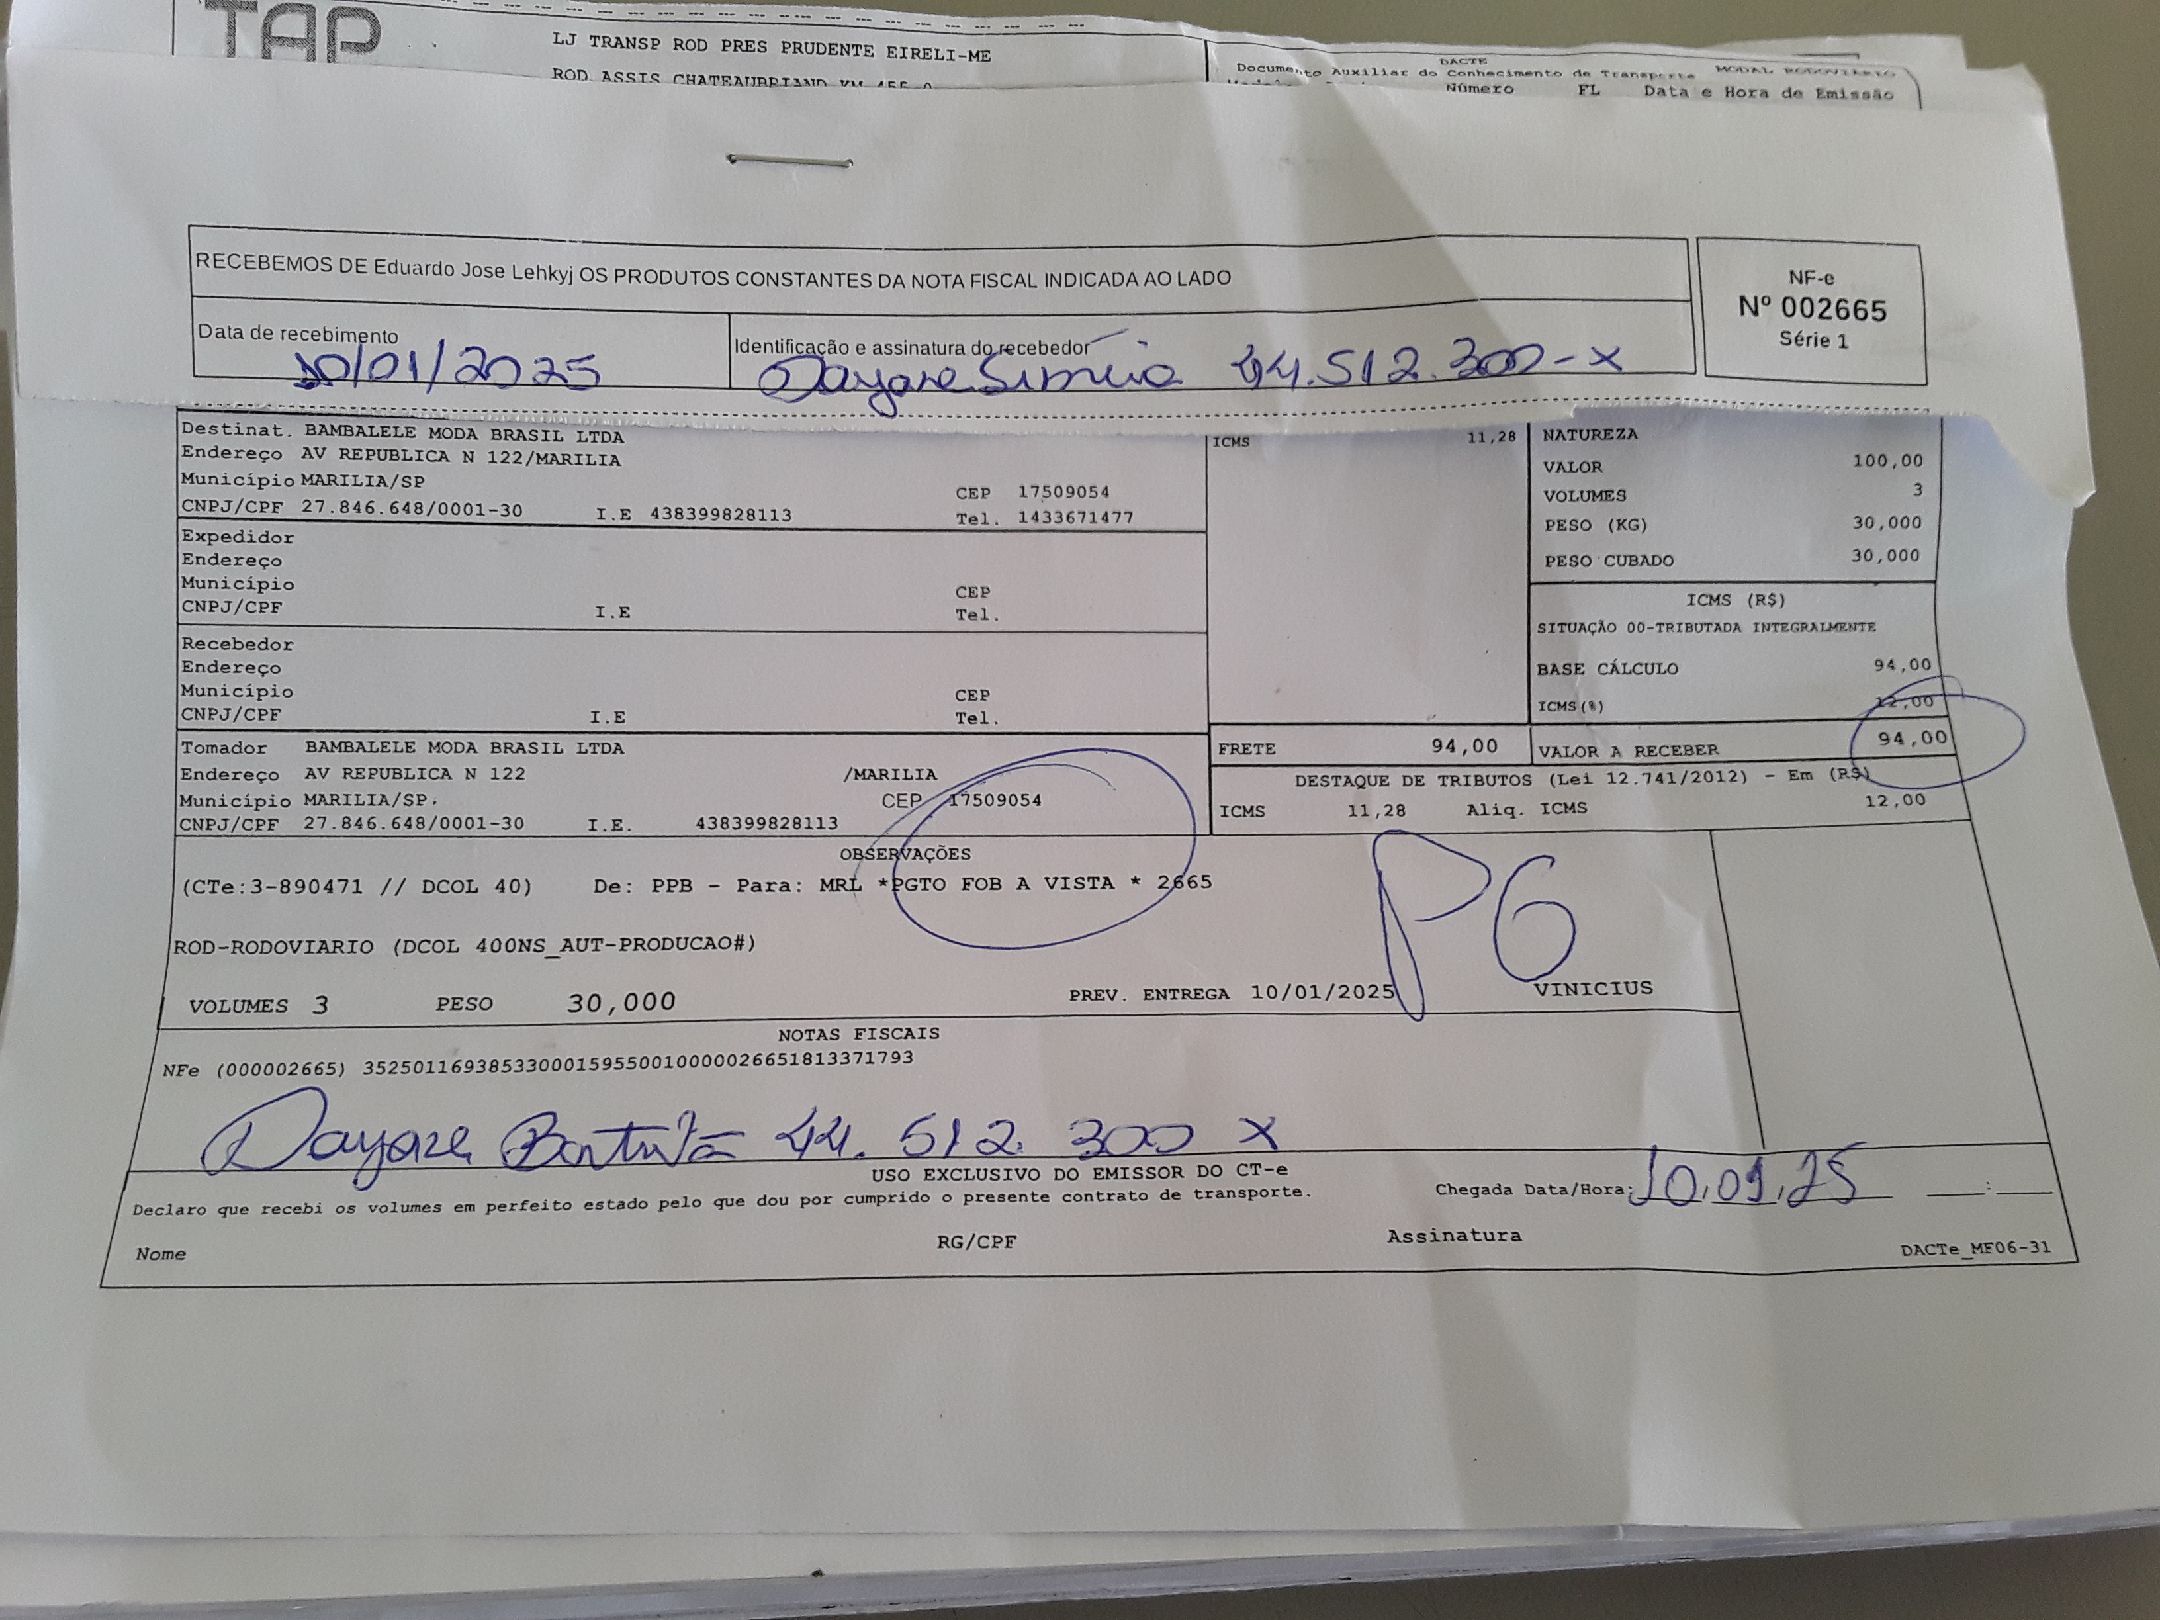 TAP
LJ TRANSP ROD PRES PRUDENTE EIRELI-ME
ROD ASSIS CHATEAUBRIAND KM 455 0
DACTE
Documento Auxiliar do Conhecimento de Transporte MODAL RODOVIÁRIO
Número FL Data e Hora de Emissão
RECEBEMOS DE Eduardo Jose Lehkyj OS PRODUTOS CONSTANTES DA NOTA FISCAL INDICADA AO LADO
NF-e
Nº 002665
Série 1
Data de recebimento
10/01/2025
Identificação e assinatura do recebedor
Dayane 44.512.300-x
Destinat. BAMBALELE MODA BRASIL LTDA
Endereço AV REPUBLICA N 122/MARILIA
Município MARILIA/SP
CEP 17509054
CNPJ/CPF 27.846.648/0001-30 I.E 438399828113 Tel. 1433671477
ICMS 11,28
NATUREZA
VALOR 100,00
VOLUMES 3
PESO (KG) 30,000
PESO CUBADO 30,000
Expedidor
Endereço
Município CEP
CNPJ/CPF I.E Tel.
ICMS (R$)
SITUAÇÃO 00-TRIBUTADA INTEGRALMENTE
BASE CÁLCULO 94,00
ICMS(%) 12,00
Recebedor
Endereço
Município CEP
CNPJ/CPF I.E Tel.
Tomador BAMBALELE MODA BRASIL LTDA
Endereço AV REPUBLICA N 122 /MARILIA
Município MARILIA/SP. CEP 17509054
CNPJ/CPF 27.846.648/0001-30 I.E. 438399828113
FRETE 94,00 VALOR A RECEBER 94,00
DESTAQUE DE TRIBUTOS (Lei 12.741/2012) - Em (R$)
ICMS 11,28 Aliq. ICMS 12,00
OBSERVAÇÕES
(CTe:3-890471 // DCOL 40) De: PPB - Para: MRL *PGTO FOB A VISTA * 2665
PG
ROD-RODOVIARIO (DCOL 400NS_AUT-PRODUCAO#)
VOLUMES 3 PESO 30,000 PREV. ENTREGA 10/01/2025 VINICIUS
NOTAS FISCAIS
NFe (000002665) 35250116938533000159550010000026651813371793
Dayane Batista 44.512.300 x
USO EXCLUSIVO DO EMISSOR DO CT-e
Declaro que recebi os volumes em perfeito estado pelo que dou por cumprido o presente contrato de transporte.
Chegada Data/Hora: 10.01.25 :
Nome RG/CPF Assinatura
DACTe_MF06-31